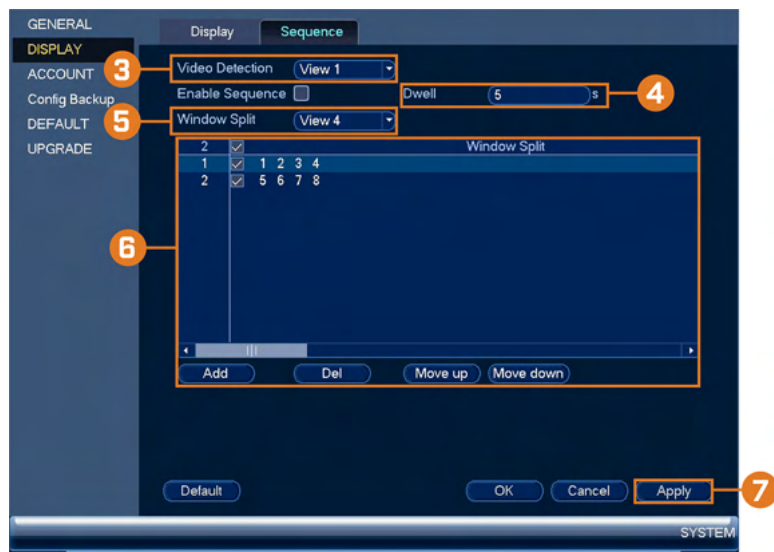 GENERAL
DISPLAY
ACCOUNT
Config Backup
DEFAULT
UPGRADE
Display Sequence
3 Video Detection View 1
Enable Sequence Dwell 5 s 4
5 Window Split View 4
2 Window Split
1 1 2 3 4
2 5 6 7 8
6
Add Del Move up Move down
Default OK Cancel Apply 7
SYSTEM